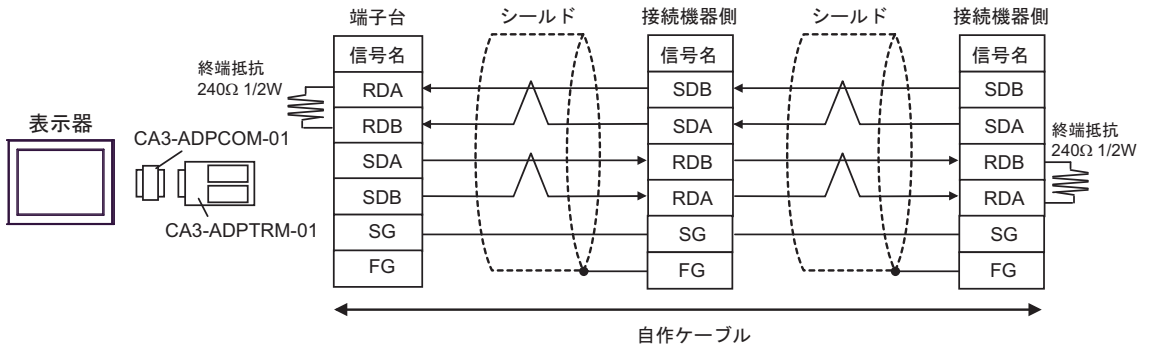 端子台
シールド
接続機器側
シールド
接続機器側
信号名
信号名
信号名
終端抵抗
240Ω 1/2W
RDA
SDB
SDB
RDB
SDA
SDA
終端抵抗
240Ω 1/2W
表示器
CA3-ADPCOM-01
SDA
RDB
RDB
SDB
RDA
RDA
CA3-ADPTRM-01
SG
SG
SG
FG
FG
FG
自作ケーブル